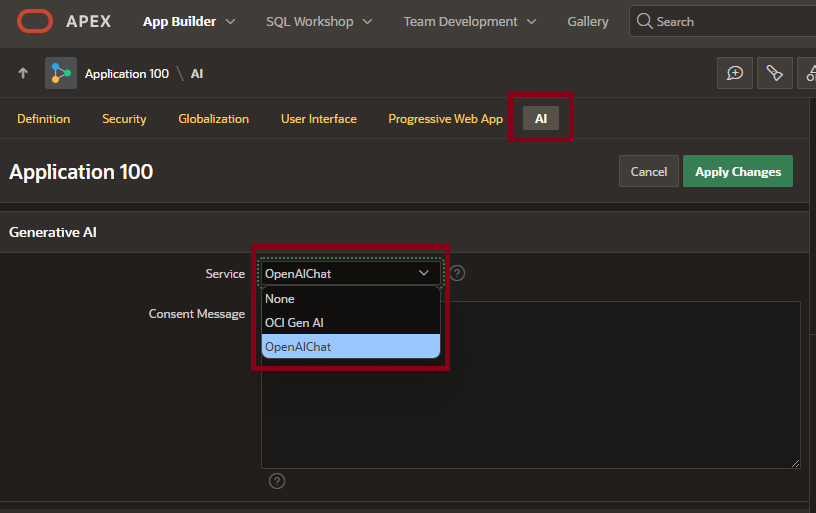 APEX App Builder SQL Workshop Team Development Gallery Search
Application 100 \ AI
Definition Security Globalization User Interface Progressive Web App AI
Application 100 Cancel Apply Changes
Generative AI
Service OpenAIChat ?
None
Consent Message
OCI Gen AI
OpenAIChat
?